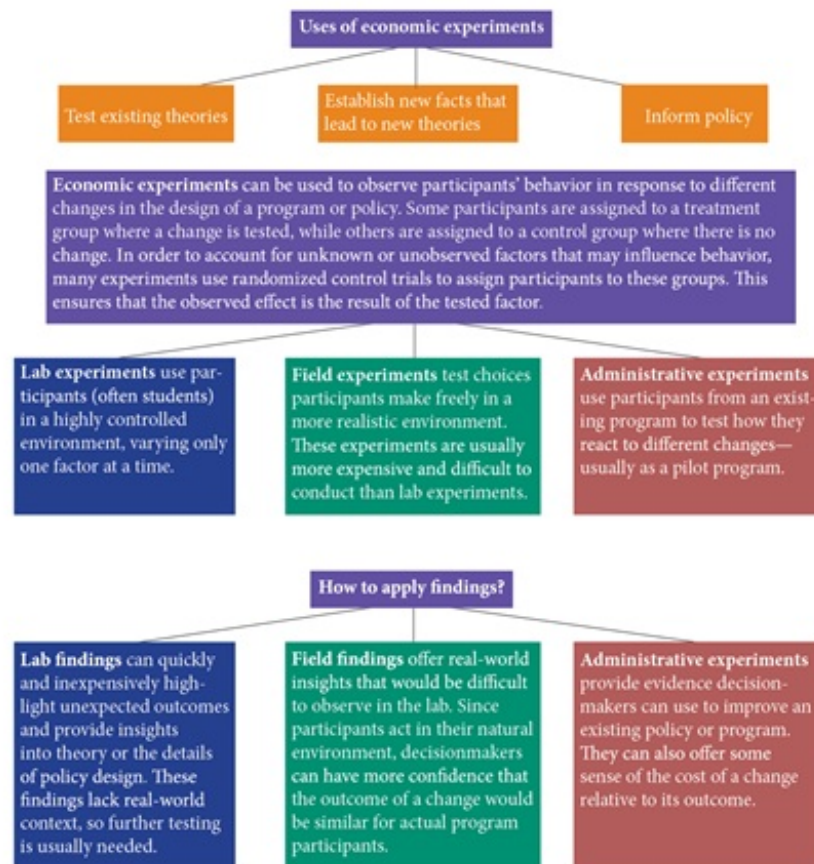 Uses of economic experiments
Test existing theories
Establish new facts that
lead to new theories
Inform policy
Economic experiments can be used to observe participants' behavior in response to different
changes in the design of a program or policy. Some participants are assigned to a treatment
group where a change is tested, while others are assigned to a control group where there is no
change. In order to account for unknown or unobserved factors that may influence behavior,
many experiments use randomized control trials to assign participants to these groups. This
ensures that the observed effect is the result of the tested factor.
Lab experiments use par-
ticipants (often students)
in a highly controlled
environment, varying only
one factor at a time.
Field experiments test choices
participants make freely in a
more realistic environment.
These experiments are usually
more expensive and difficult to
conduct than lab experiments.
Administrative experiments
use participants from an exist-
ing program to test how they
react to different changes—
usually as a pilot program.
How to apply findings?
Lab findings can quickly
and inexpensively high-
light unexpected outcomes
and provide insights
into theory or the details
of policy design. These
findings lack real-world
context, so further testing
is usually needed.
Field findings offer real-world
insights that would be difficult
to observe in the lab. Since
participants act in their natural
environment, decisionmakers
can have more confidence that
the outcome of a change would
be similar for actual program
participants.
Administrative experiments
provide evidence decision-
makers can use to improve an
existing policy or program.
They can also offer some
sense of the cost of a change
relative to its outcome.